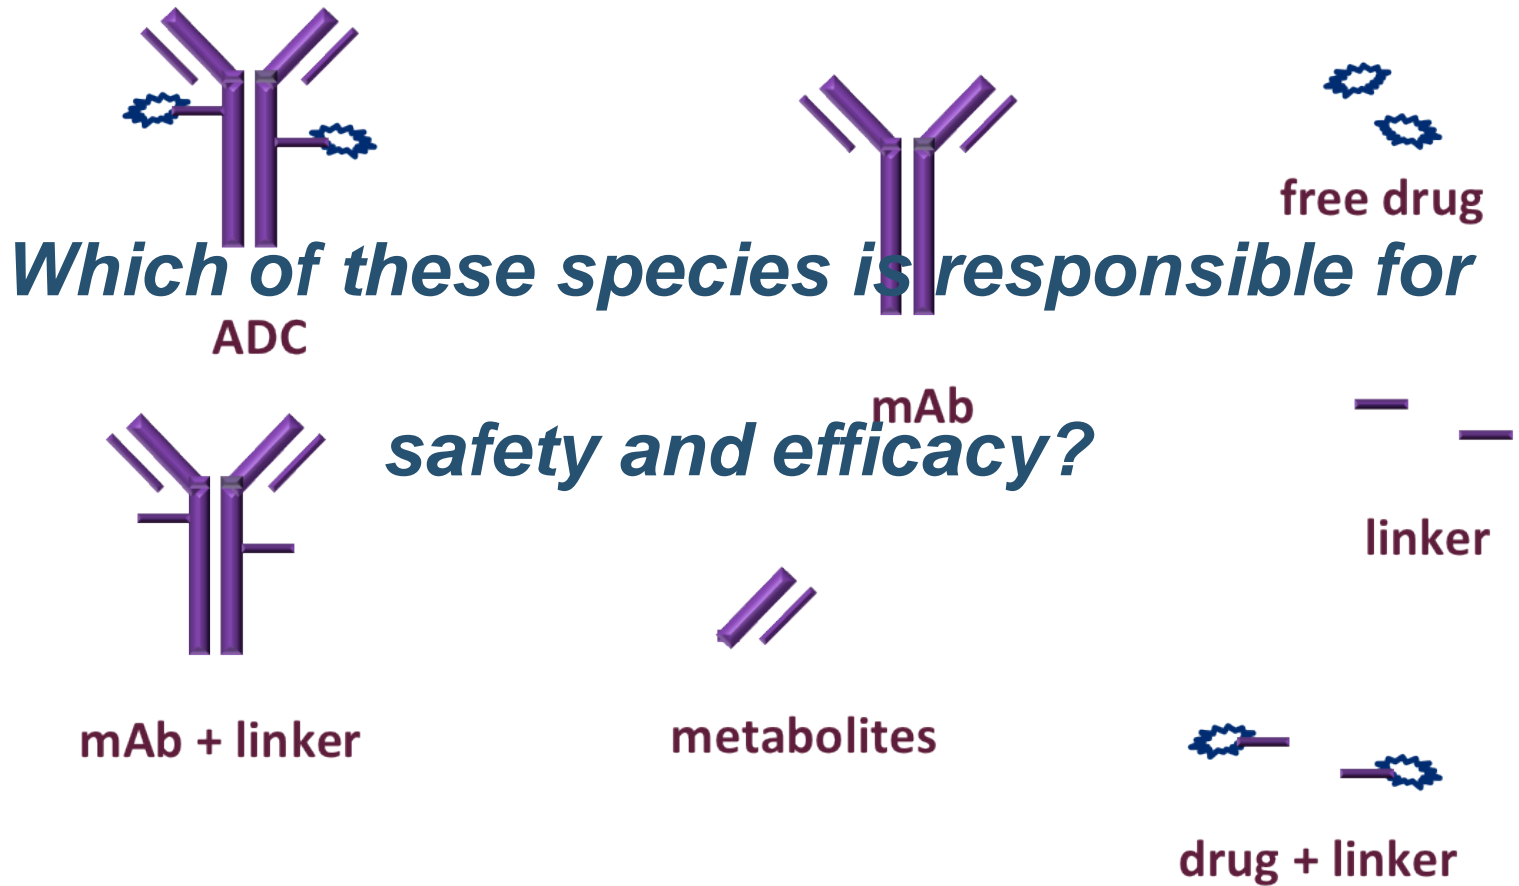 free drug
Which of these species is responsible for
ADC
mAb
safety and efficacy?
linker
mAb + linker
metabolites
drug + linker